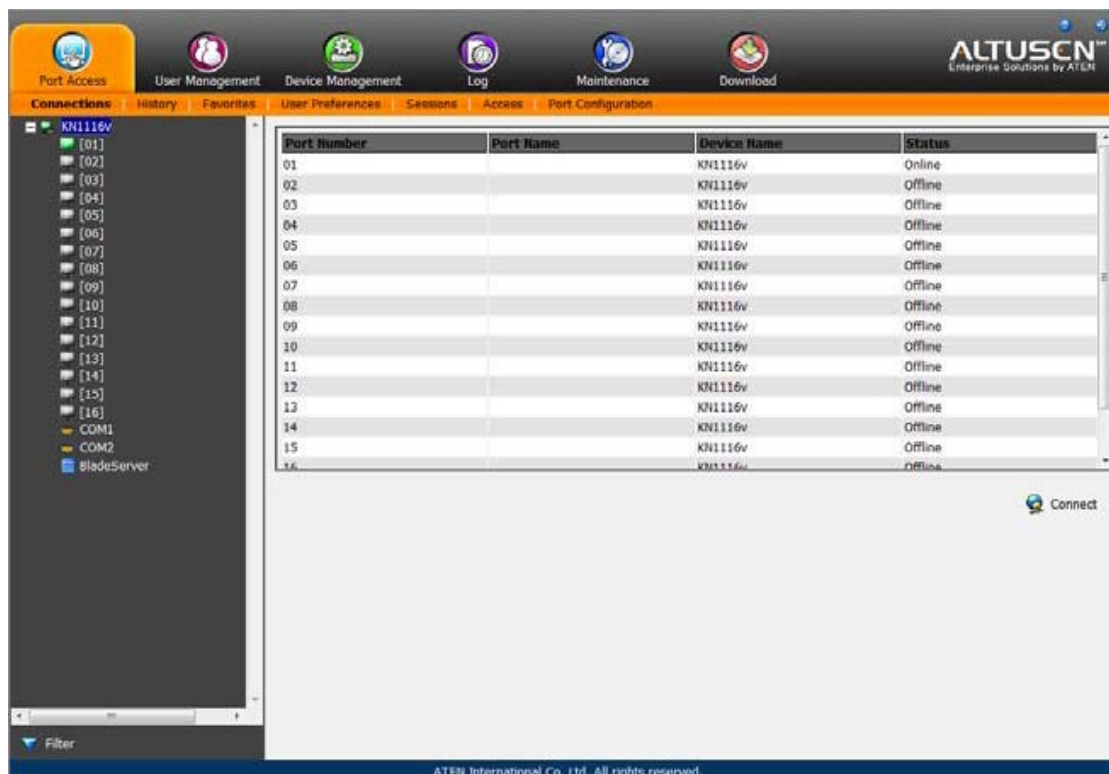 Port Access User Management Device Management Log Maintenance Download
ALTUSEN
Enterprise Solutions by ATEN
Connections History Favorites User Preferences Sessions Access Port Configuration
KN1116v
[01]
[02]
[03]
[04]
[05]
[06]
[07]
[08]
[09]
[10]
[11]
[12]
[13]
[14]
[15]
[16]
COM1
COM2
BladeServer
Filter
Port Number Port Name Device Name Status
01 KN1116v Online
02 KN1116v Offline
03 KN1116v Offline
04 KN1116v Offline
05 KN1116v Offline
06 KN1116v Offline
07 KN1116v Offline
08 KN1116v Offline
09 KN1116v Offline
10 KN1116v Offline
11 KN1116v Offline
12 KN1116v Offline
13 KN1116v Offline
14 KN1116v Offline
15 KN1116v Offline
16 KN1116v Offline
Connect
ATEN International Co. Ltd. All rights reserved.